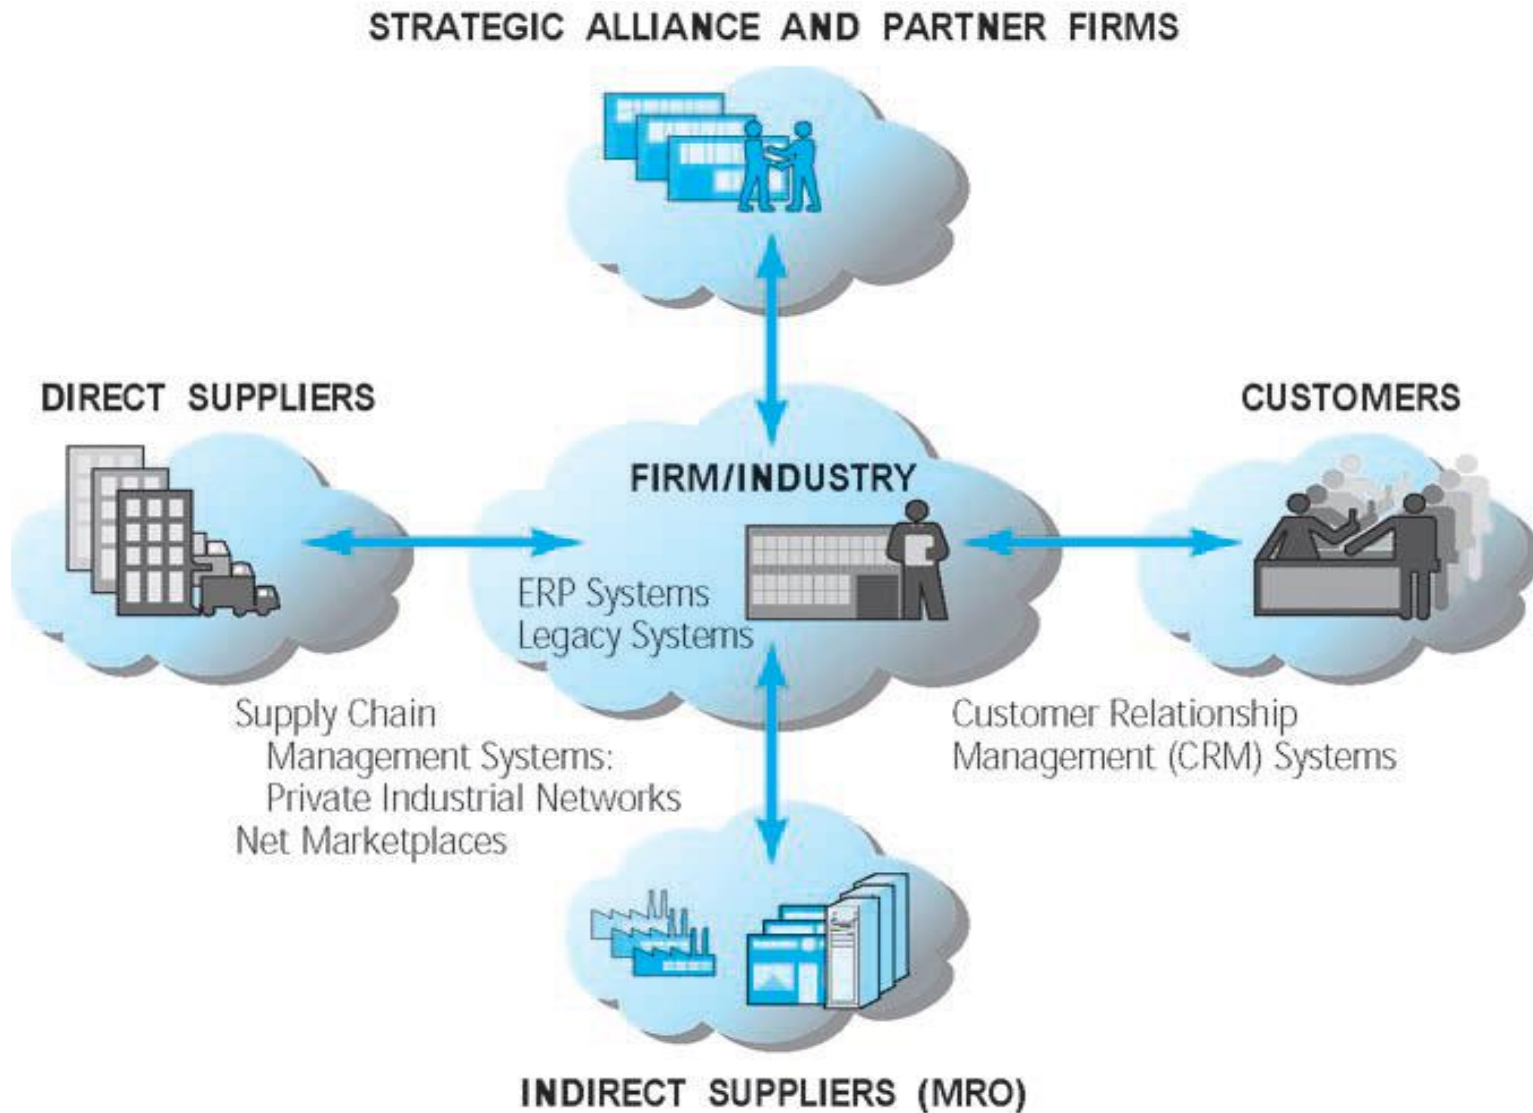 STRATEGIC ALLIANCE AND PARTNER FIRMS
DIRECT SUPPLIERS
CUSTOMERS
FIRM/INDUSTRY
ERP Systems
Legacy Systems
Supply Chain
Management Systems:
Private Industrial Networks
Net Marketplaces
Customer Relationship
Management (CRM) Systems
INDIRECT SUPPLIERS (MRO)